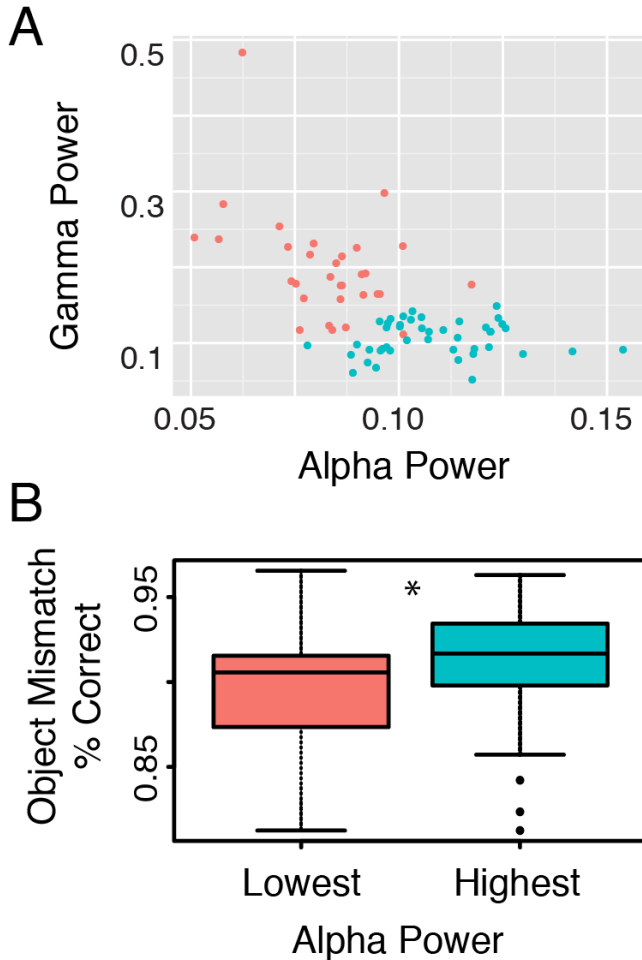 A
0.5
0.3
0.1
Gamma Power
0.05 0.10 0.15
Alpha Power
B
0.95
0.85
Object Mismatch
% Correct
*
Lowest Highest
Alpha Power